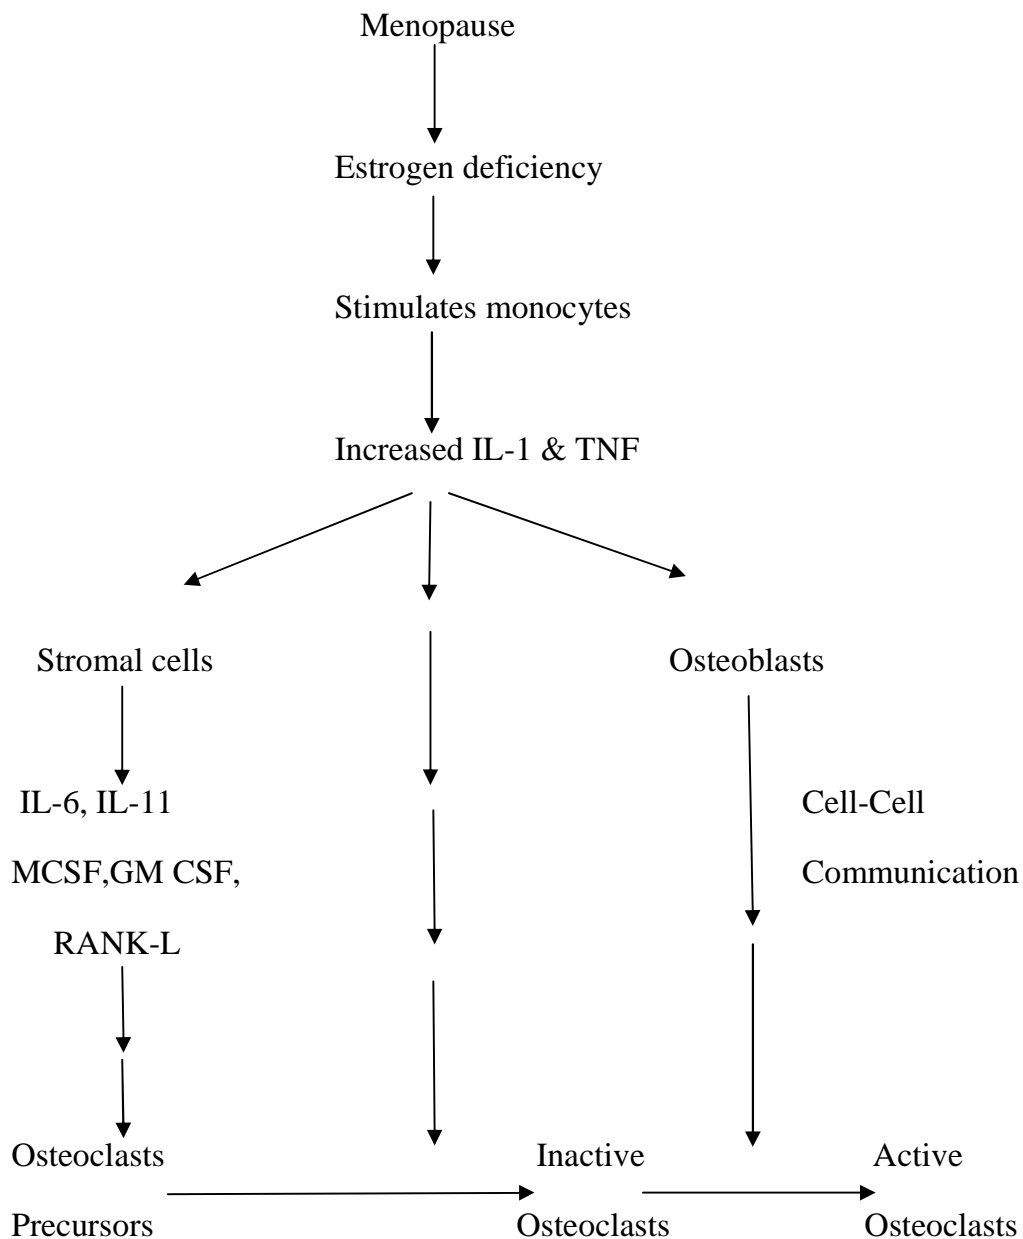 Menopause
Estrogen deficiency
Stimulates monocytes
Increased IL-1 & TNF
Stromal cells
Osteoblasts
IL-6, IL-11
Cell-Cell
MCSF,GM CSF,
Communication
RANK-L
Osteoclasts
Inactive
Active
Precursors
Osteoclasts
Osteoclasts